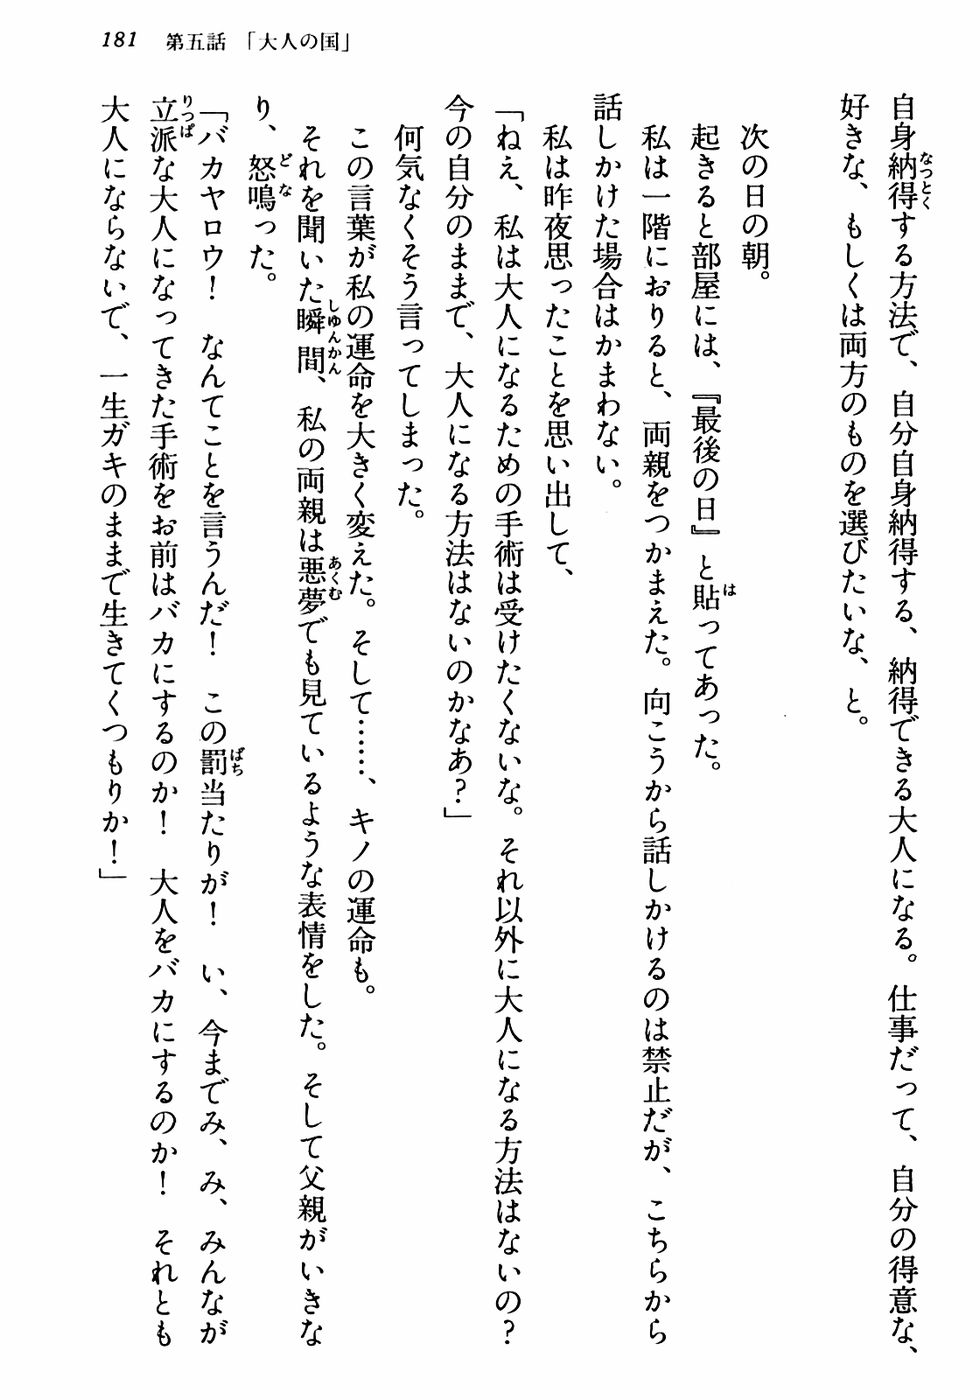 181　第五話　「大人の国」
自身納得する方法で、自分自身納得する、納得できる大人になる。仕事だって、自分の得意な、
好きな、もしくは両方のものを選びたいな、と。
次の日の朝。
起きると部屋には、『最後の日』と貼ってあった。
私は一階におりると、両親をつかまえた。向こうから話しかけるのは禁止だが、こちらから
話しかけた場合はかまわない。
私は昨夜思ったことを思い出して、
「ねえ、私は大人になるための手術は受けたくないな。それ以外に大人になる方法はないの？
今の自分のままで、大人になる方法はないのかなあ？」
何気なくそう言ってしまった。
この言葉が私の運命を大きく変えた。そして……、キノの運命も。
それを聞いた瞬間、私の両親は悪夢でも見ているような表情をした。そして父親がいきな
り、怒鳴った。
「バカヤロウ！　なんてことを言うんだ！　この罰当たりが！　い、今までみ、み、みんなが
立派な大人になってきた手術をお前はバカにするのか！　大人をバカにするのか！　それとも
大人にならないで、一生ガキのままで生きてくつもりか！」